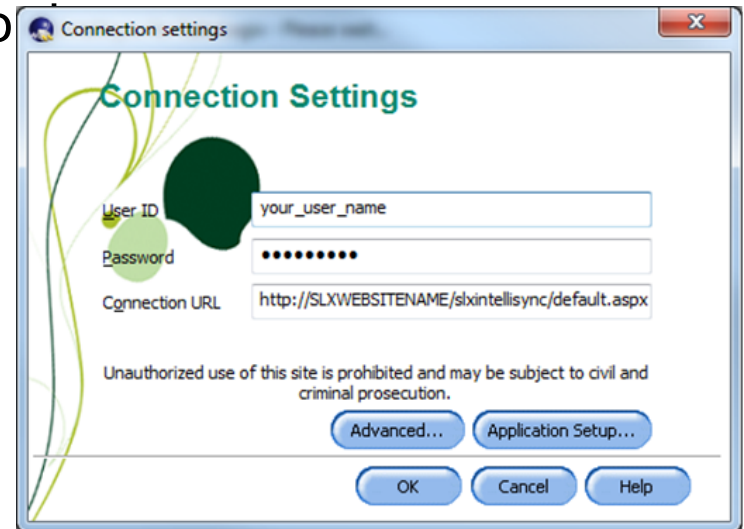 Connection settings
Connection Settings
User ID your_user_name
Password •••••••••
Connection URL http://SLXWEBSITENAME/slxintellisync/default.aspx
Unauthorized use of this site is prohibited and may be subject to civil and
criminal prosecution.
Advanced... Application Setup...
OK Cancel Help